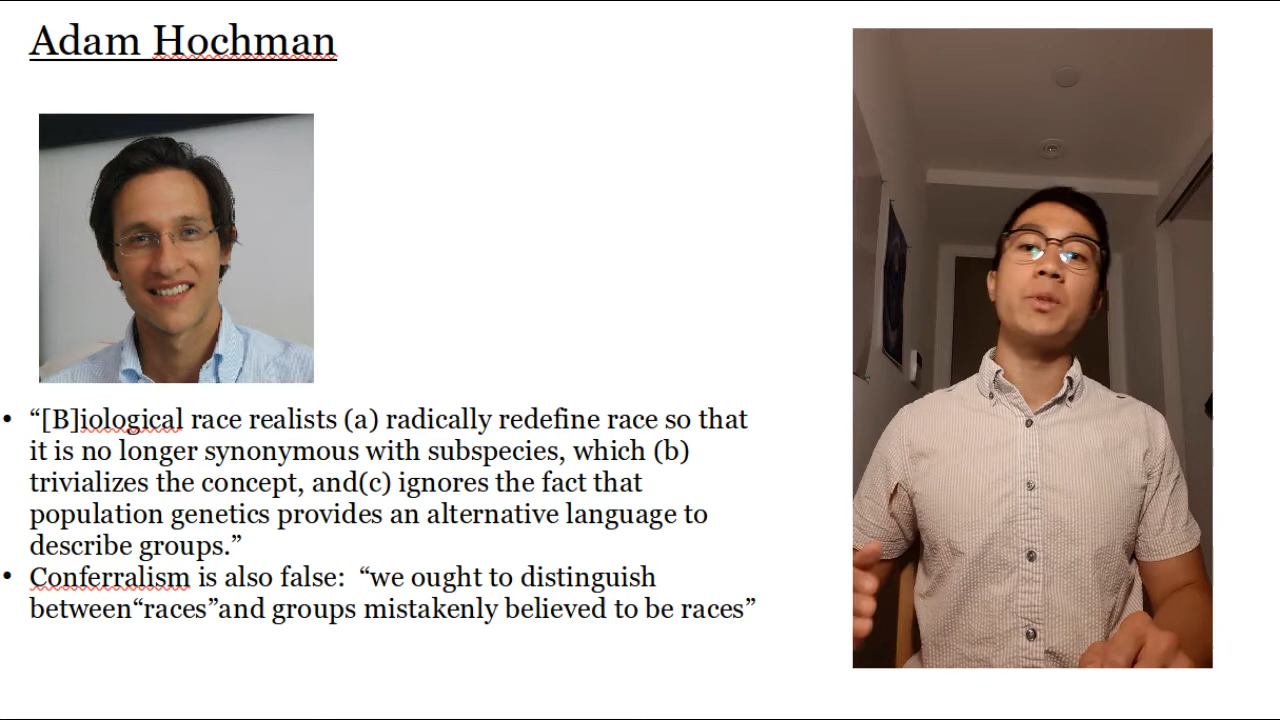 Adam Hochman
• “[B]iological race realists (a) radically redefine race so that
it is no longer synonymous with subspecies, which (b)
trivializes the concept, and(c) ignores the fact that
population genetics provides an alternative language to
describe groups.”
• Conferralism is also false:  “we ought to distinguish
between“races”and groups mistakenly believed to be races”